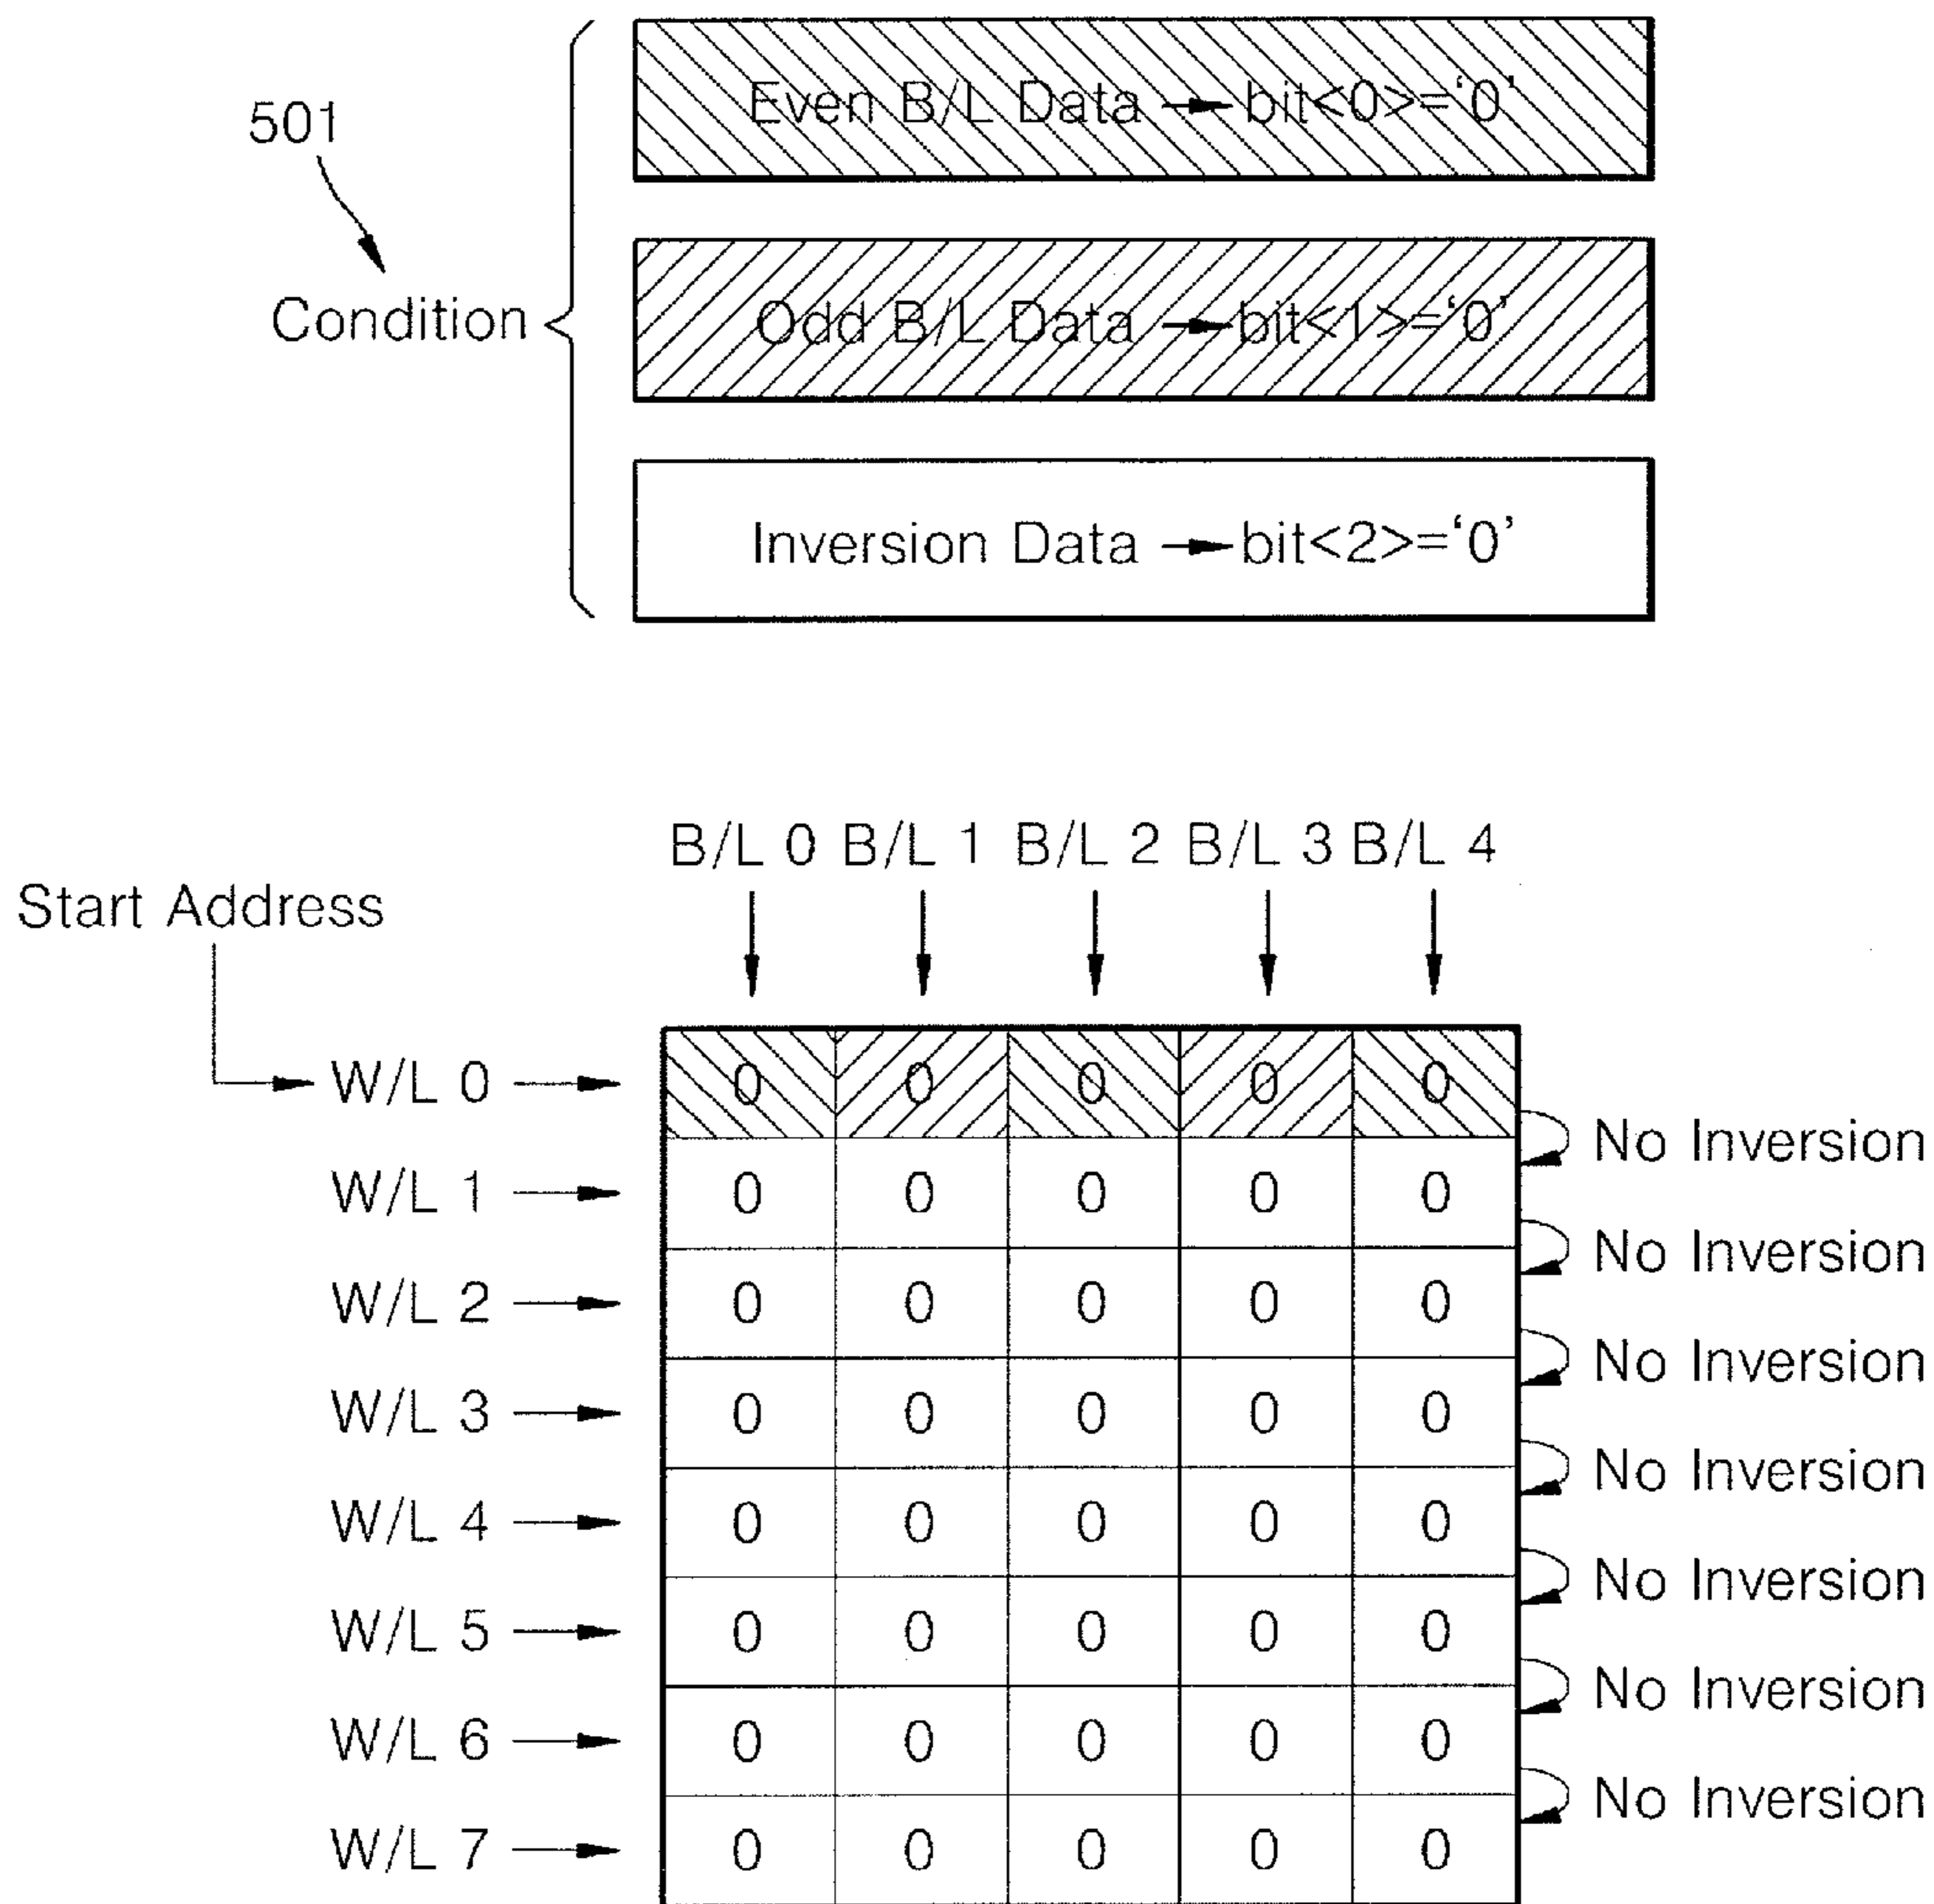 Even B/L Data → bit<0>=‘0’
501
Odd B/L Data → bit<1>=‘0’
Condition
Inversion Data → bit<2>=‘0’
B/L 0 B/L 1 B/L 2 B/L 3 B/L 4
Start Address
W/L 0 0 0 0 0 0
No Inversion
W/L 1 0 0 0 0 0
No Inversion
W/L 2 0 0 0 0 0
No Inversion
W/L 3 0 0 0 0 0
No Inversion
W/L 4 0 0 0 0 0
No Inversion
W/L 5 0 0 0 0 0
No Inversion
W/L 6 0 0 0 0 0
No Inversion
W/L 7 0 0 0 0 0